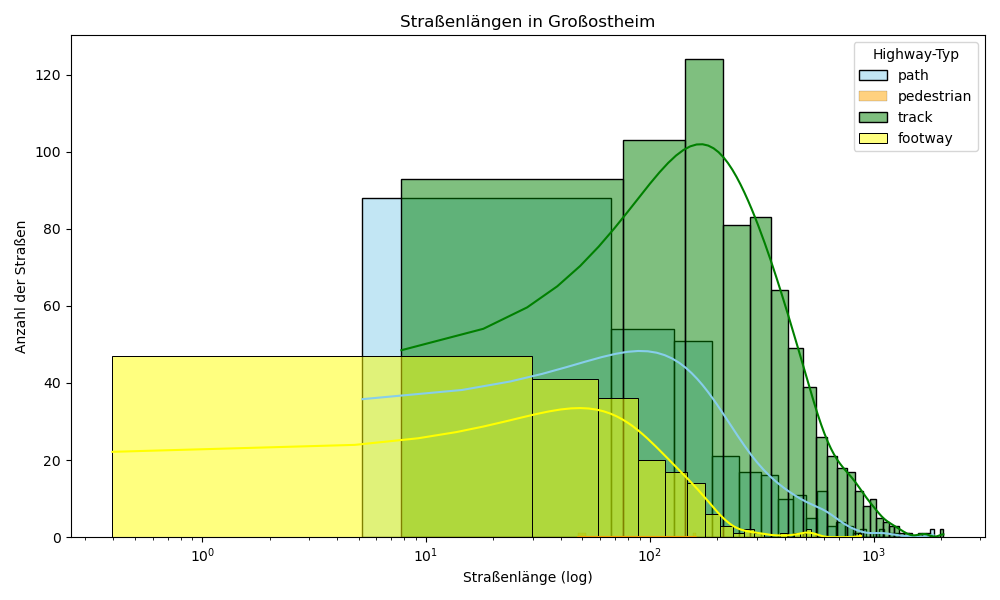 Straßenlängen in Großostheim
Highway-Typ
path
pedestrian
track
footway
Anzahl der Straßen
120
100
80
60
40
20
0
10⁰
10¹
10²
10³
Straßenlänge (log)